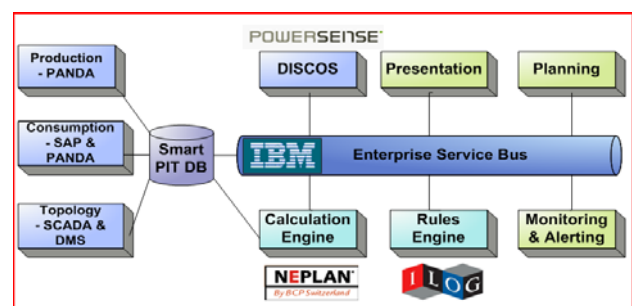 POWERSENSE
Production
- PANDA
DISCOS
Presentation
Planning
Consumption
- SAP &
PANDA
Smart
PIT DB
IBM
Enterprise Service Bus
Topology
- SCADA &
DMS
Calculation
Engine
Rules
Engine
Monitoring
& Alerting
NEPLAN®
By BCP Switzerland
ILOG